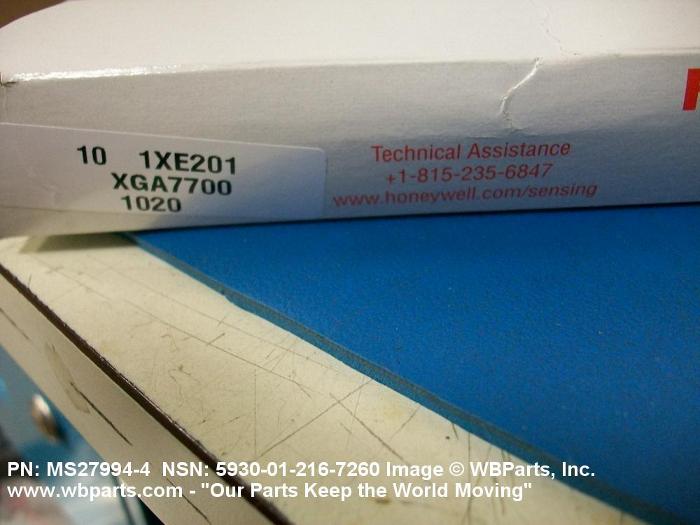 10 1XE201
XGA7700
1020
Technical Assistance
+1-815-235-6847
www.honeywell.com/sensing
PN: MS27994-4 NSN: 5930-01-216-7260 Image © WBParts, Inc.
www.wbparts.com - "Our Parts Keep the World Moving"